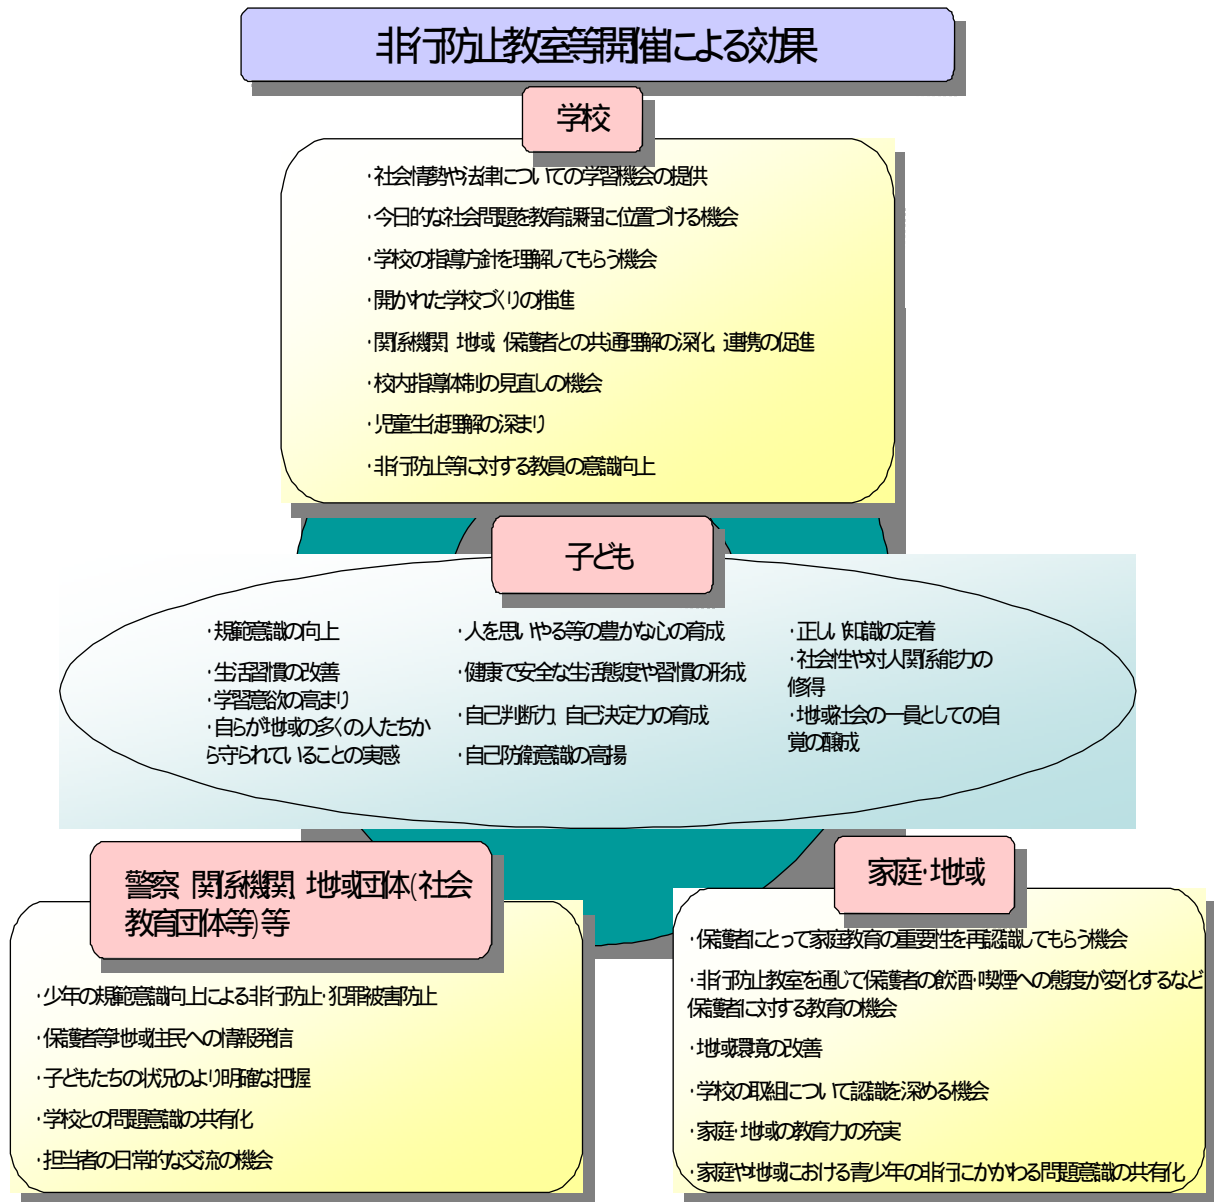 非行防止教室等開催による効果
学校
・社会情勢や法律についての学習機会の提供
・今日的な社会問題を教育課程に位置づける機会
・学校の指導方針を理解してもらう機会
・開かれた学校づくりの推進
・関係機関、地域、保護者との共通理解の深化、連携の促進
・校内指導体制の見直しの機会
・児童生徒理解の深まり
・非行防止等に対する教員の意識向上
子ども
・規範意識の向上
・生活習慣の改善
・学習意欲の高まり
・自らが地域の多くの人たちか
ら守られていることの実感
・人を思いやる等の豊かな心の育成
・健康で安全な生活態度や習慣の形成
・自己判断力、自己決定力の育成
・自己防衛意識の高揚
・正しい知識の定着
・社会性や対人関係能力の
修得
・地域社会の一員としての自
覚の醸成
警察、関係機関、地域団体(社会
教育団体等)等
・少年の規範意識向上による非行防止・犯罪被害防止
・保護者等地域住民への情報発信
・子どもたちの状況のより明確な把握
・学校との問題意識の共有化
・担当者の日常的な交流の機会
家庭・地域
・保護者にとって家庭教育の重要性を再認識してもらう機会
・非行防止教室を通じて保護者の飲酒・喫煙への態度が変化するなど
保護者に対する教育の機会
・地域環境の改善
・学校の取組について認識を深める機会
・家庭・地域の教育力の充実
・家庭や地域における青少年の非行にかかわる問題意識の共有化